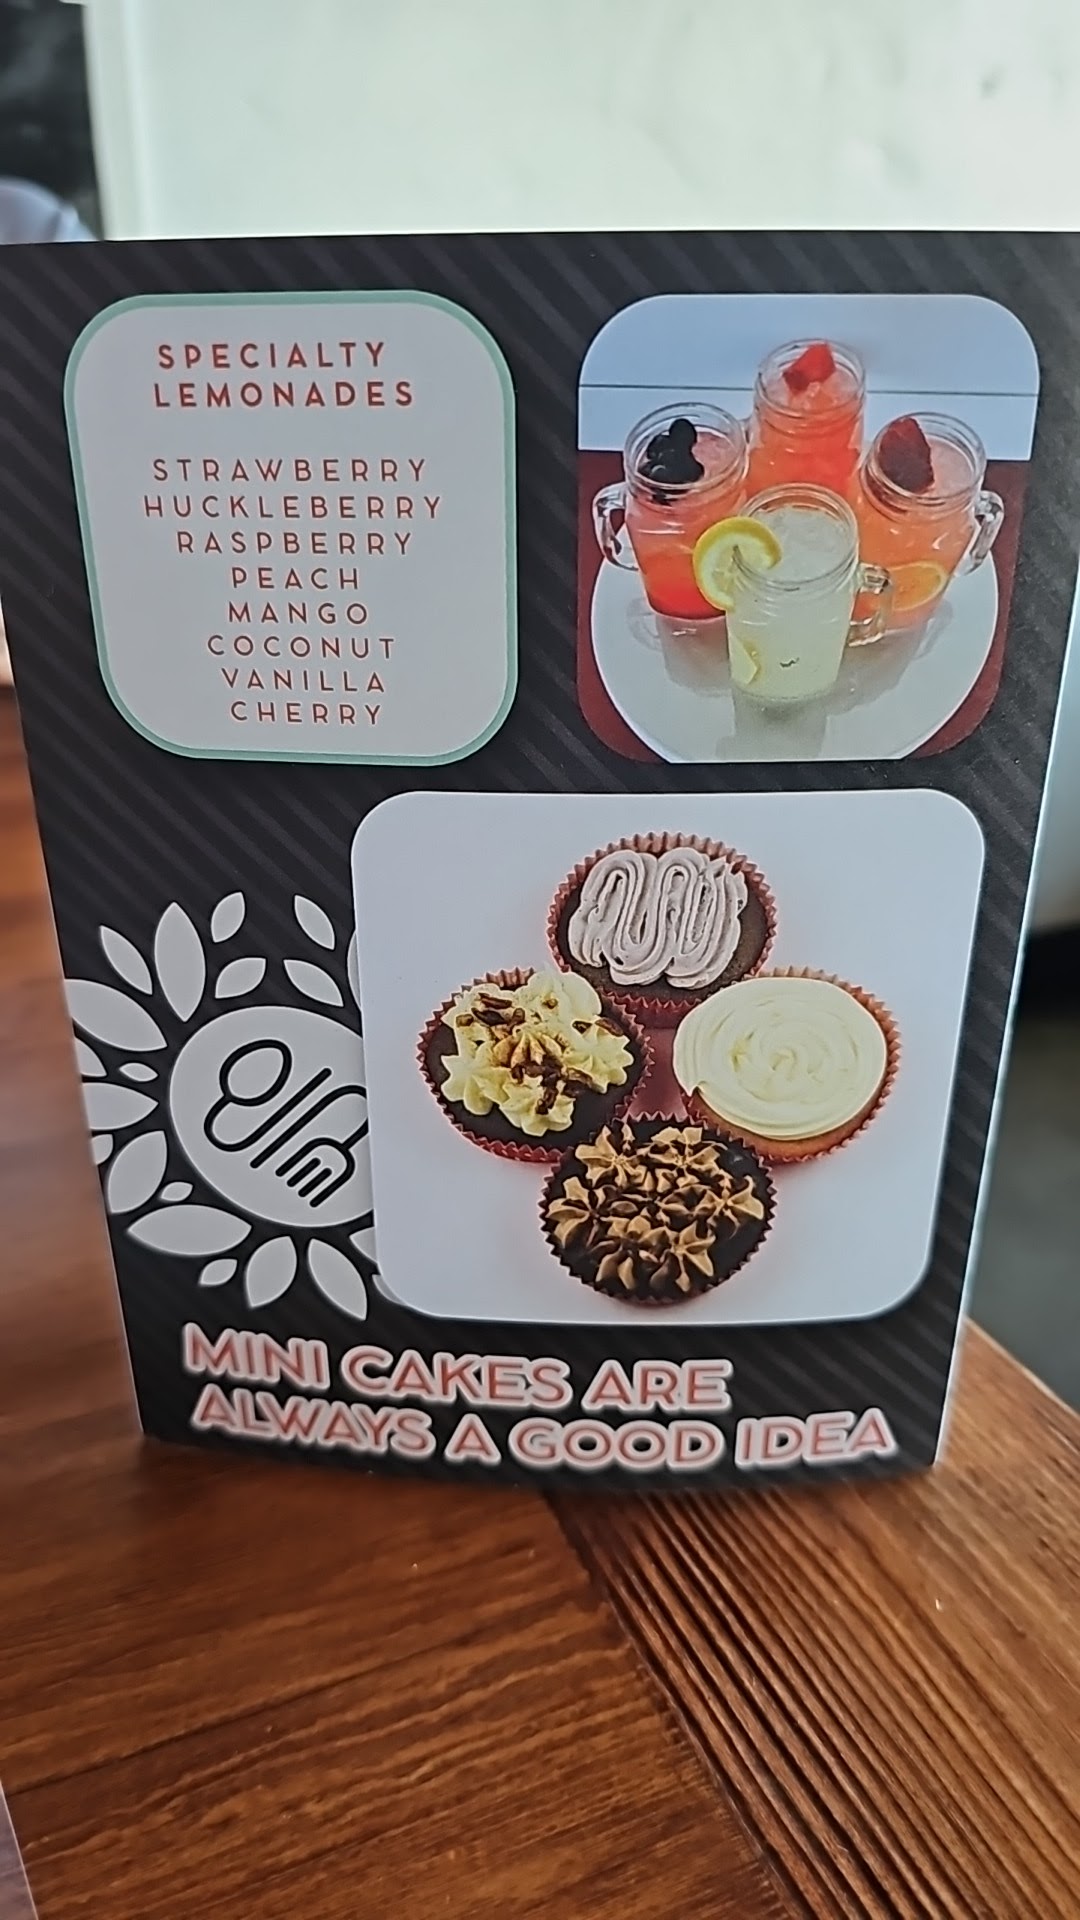 SPECIALTY
LEMONADES
STRAWBERRY
HUCKLEBERRY
RASPBERRY
PEACH
MANGO
COCONUT
VANILLA
CHERRY
MINI CAKES ARE
ALWAYS A GOOD IDEA